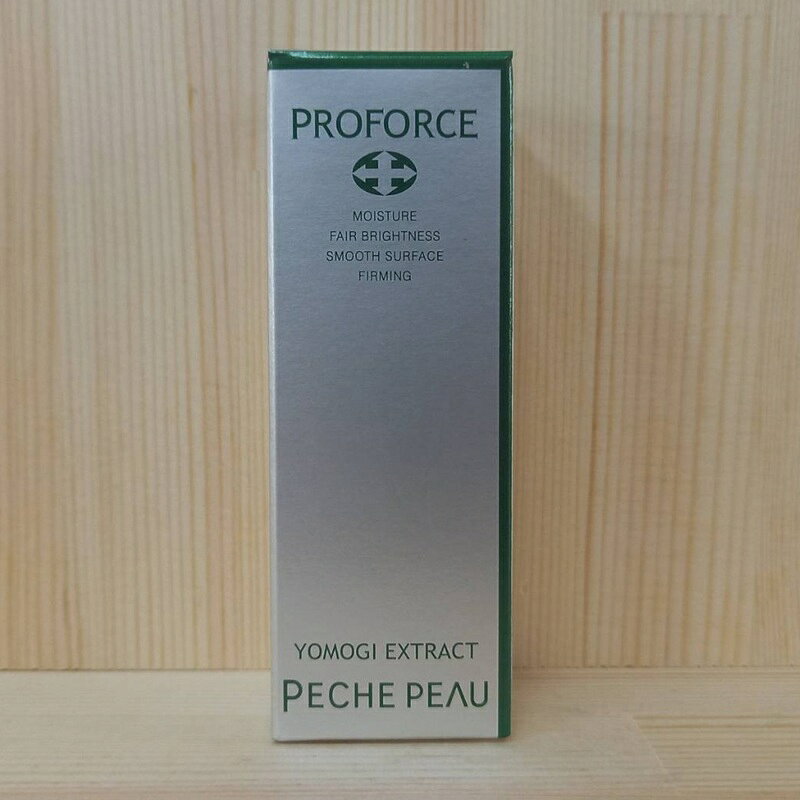 PROFORCE
MOISTURE
FAIR BRIGHTNESS
SMOOTH SURFACE
FIRMING
YOMOGI EXTRACT
PECHE PEAU